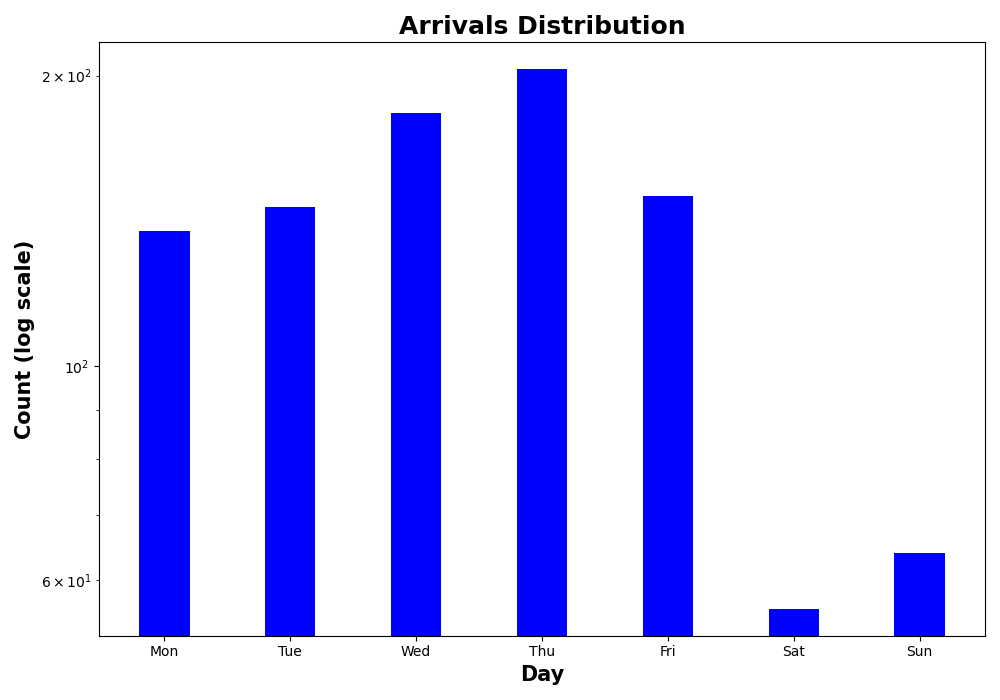 Arrivals Distribution
2 × 10²
10²
6 × 10¹
Count (log scale)
Mon Tue Wed Thu Fri Sat Sun
Day